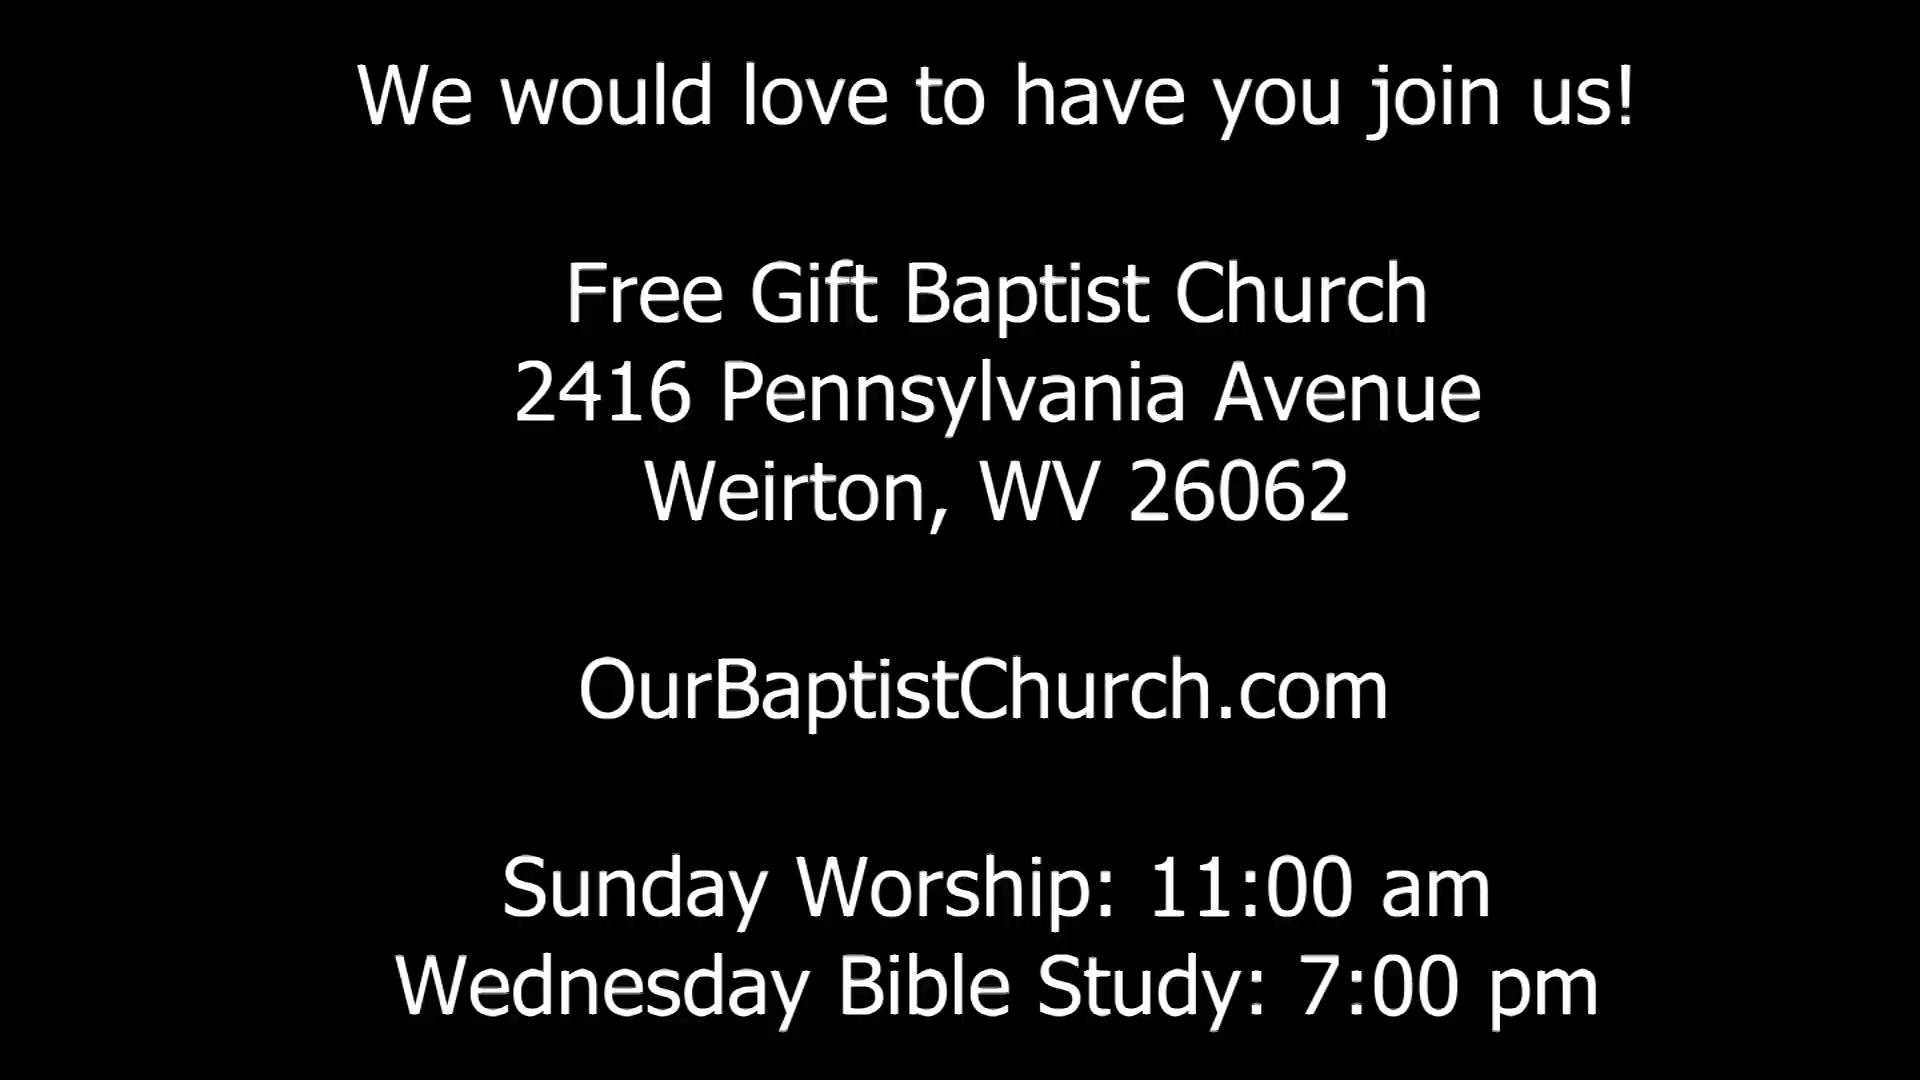 We would love to have you join us!
Free Gift Baptist Church
2416 Pennsylvania Avenue
Weirton, WV 26062
OurBaptistChurch.com
Sunday Worship: 11:00 am
Wednesday Bible Study: 7:00 pm